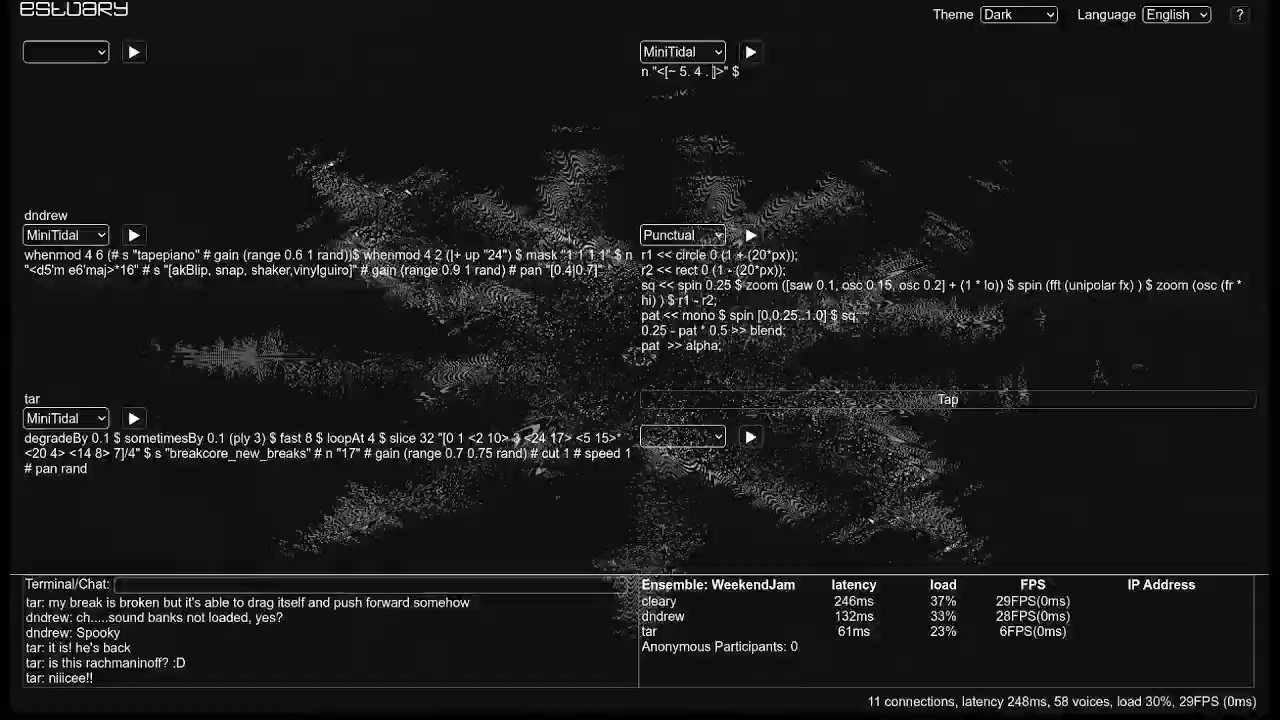 estuary
Theme Dark Language English ?
MiniTidal
n "<[~ 5. 4 . ]>" $
dndrew
MiniTidal
whenmod 4 6 (# s "tapepiano" # gain (range 0.6 1 rand))$ whenmod 4 2 (|+ up "24") $ mask "1 1 1 1" $ n
"<d5'm e6'maj>*16" # s "[akBlip, snap, shaker,vinylguiro]" # gain (range 0.9 1 rand) # pan "[0.4|0.7]"
Punctual
r1 << circle 0 (1 + (20*px));
r2 << rect 0 (1 - (20*px));
sq << spin 0.25 $ zoom ([saw 0.1, osc 0.15, osc 0.2] + (1 * lo)) $ spin (fft (unipolar fx) ) $ zoom (osc (fr *
hi) ) $ r1 - r2;
pat << mono $ spin [0,0.25..1.0] $ sq;
0.25 - pat * 0.5 >> blend;
pat >> alpha;
Tap
tar
MiniTidal
degradeBy 0.1 $ sometimesBy 0.1 (ply 3) $ fast 8 $ loopAt 4 $ slice 32 "[0 1 <2 10> 3 <24 17> <5 15>*
<20 4> <14 8> 7]/4" $ s "breakcore_new_breaks" # n "17" # gain (range 0.7 0.75 rand) # cut 1 # speed 1
# pan rand
Terminal/Chat:
tar: my break is broken but it's able to drag itself and push forward somehow
dndrew: ch.....sound banks not loaded, yes?
dndrew: Spooky
tar: it is! he's back
tar: is this rachmaninoff? :D
tar: niiicee!!
Ensemble: WeekendJam latency load FPS IP Address
cleary 246ms 37% 29FPS(0ms)
dndrew 132ms 33% 28FPS(0ms)
tar 61ms 23% 6FPS(0ms)
Anonymous Participants: 0
11 connections, latency 248ms, 58 voices, load 30%, 29FPS (0ms)